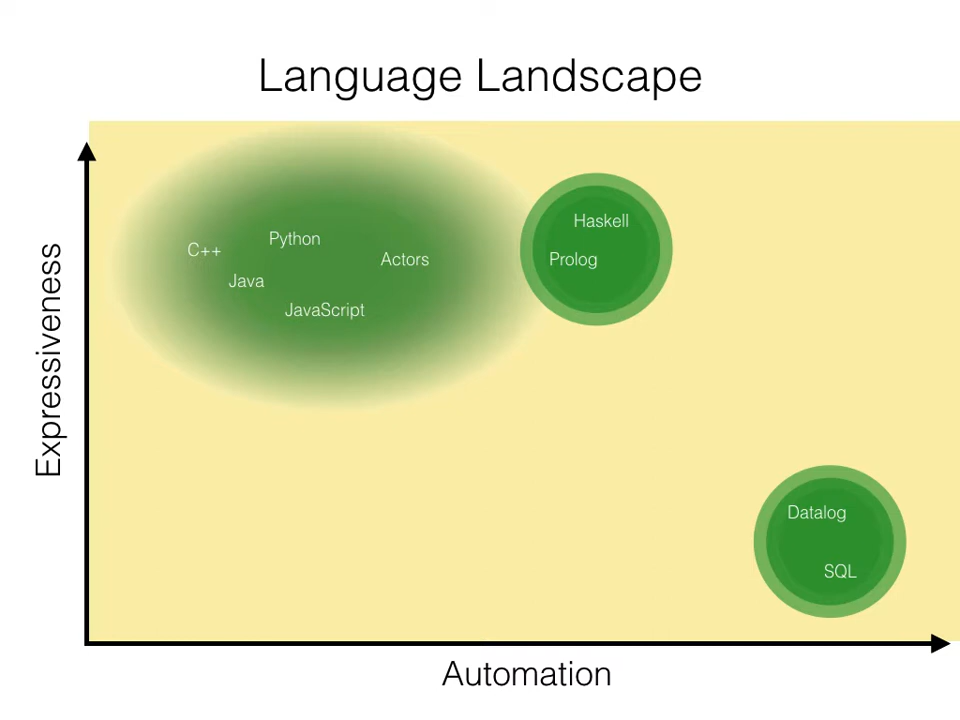 Language Landscape
Expressiveness
C++
Python
Java
Actors
JavaScript
Haskell
Prolog
Datalog
SQL
Automation